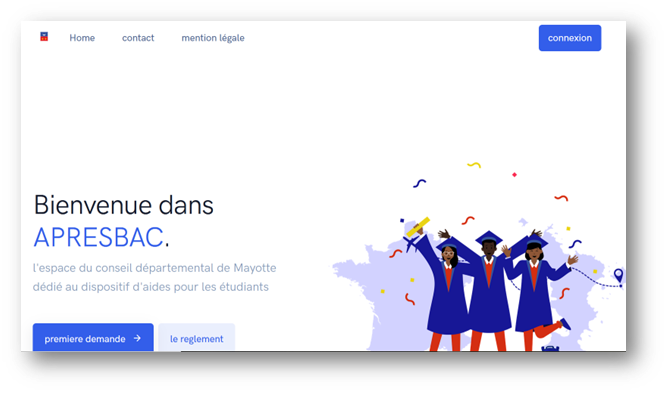 Home contact mention légale connexion
Bienvenue dans
APRESBAC.
l'espace du conseil départemental de Mayotte
dédié au dispositif d'aides pour les étudiants
premiere demande → le reglement